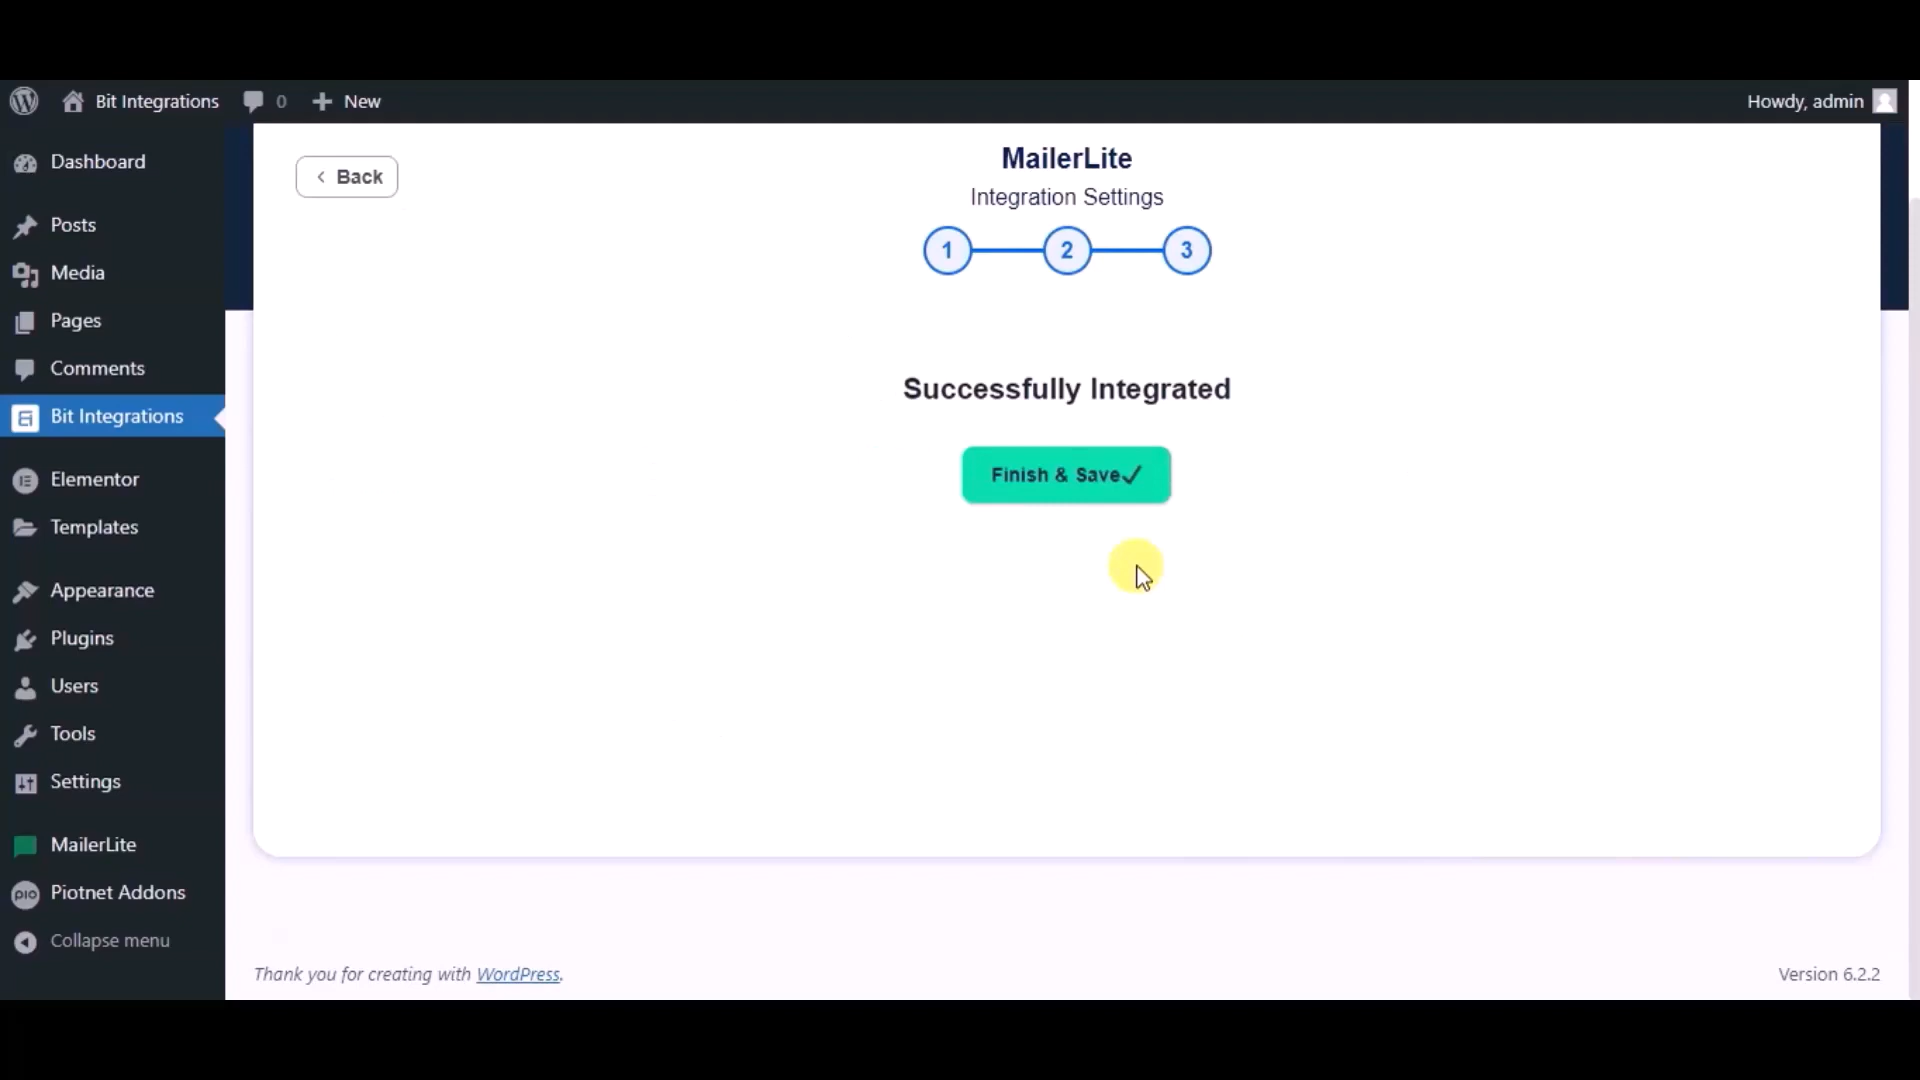 Bit Integrations 0 New Howdy, admin
Dashboard
Posts
Media
Pages
Comments
Bit Integrations
Elementor
Templates
Appearance
Plugins
Users
Tools
Settings
MailerLite
pio Piotnet Addons
Collapse menu
Back
MailerLite
Integration Settings
1 2 3
Successfully Integrated
Finish & Save✓
Thank you for creating with WordPress.
Version 6.2.2